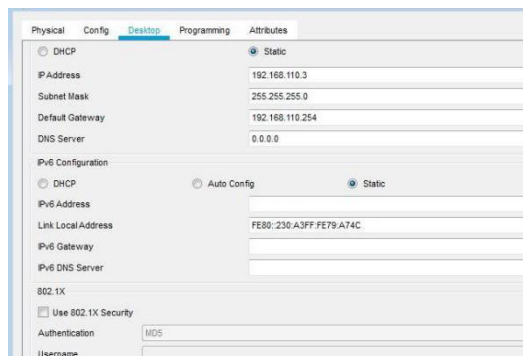 Physical Config Desktop Programming Attributes
DHCP Static
IP Address 192.168.110.3
Subnet Mask 255.255.255.0
Default Gateway 192.168.110.254
DNS Server 0.0.0.0
IPv6 Configuration
DHCP Auto Config Static
IPv6 Address
Link Local Address FE80::230:A3FF:FE79:A74C
IPv6 Gateway
IPv6 DNS Server
802.1X
Use 802.1X Security
Authentication MD5
Username